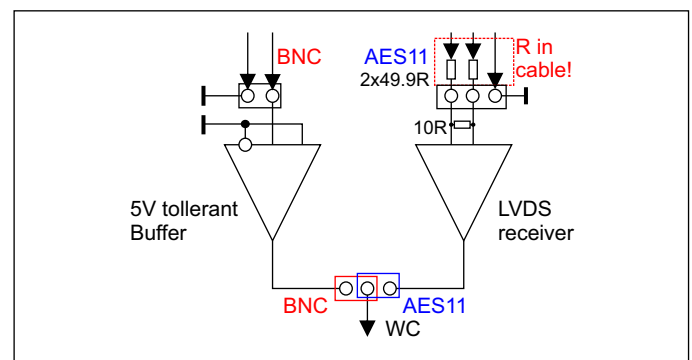 BNC
AES11
2x49.9R
R in
cable!
10R
5V tollerant
Buffer
LVDS
receiver
BNC
AES11
WC